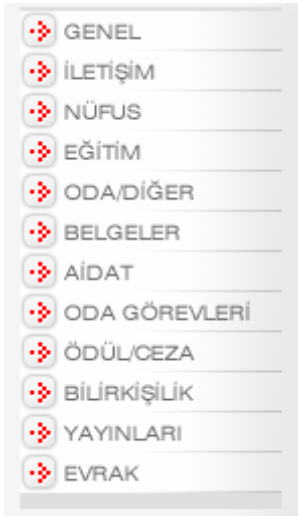 GENEL
İLETİŞİM
NÜFUS
EĞİTİM
ODA/DİĞER
BELGELER
AİDAT
ODA GÖREVLERİ
ÖDÜL/CEZA
BİLİRKİŞİLİK
YAYINLARI
EVRAK